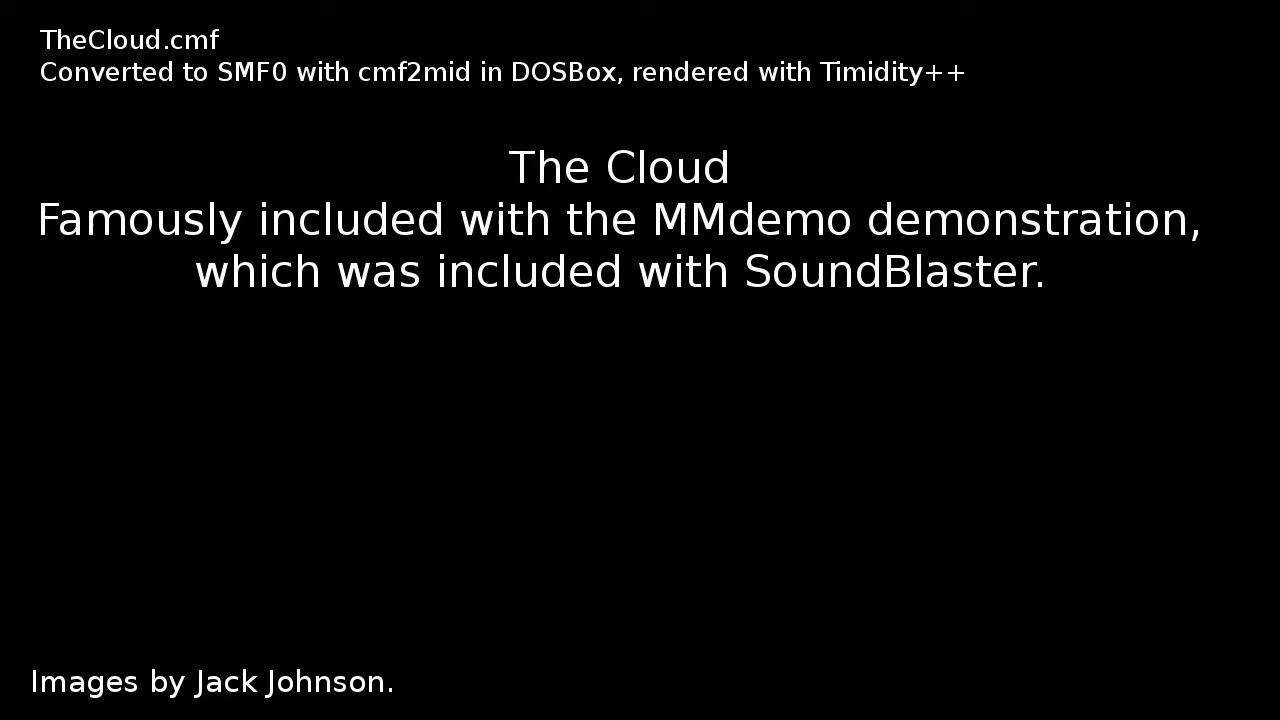 TheCloud.cmf
Converted to SMF0 with cmf2mid in DOSBox, rendered with Timidity++
The Cloud
Famously included with the MMdemo demonstration,
which was included with SoundBlaster.
Images by Jack Johnson.